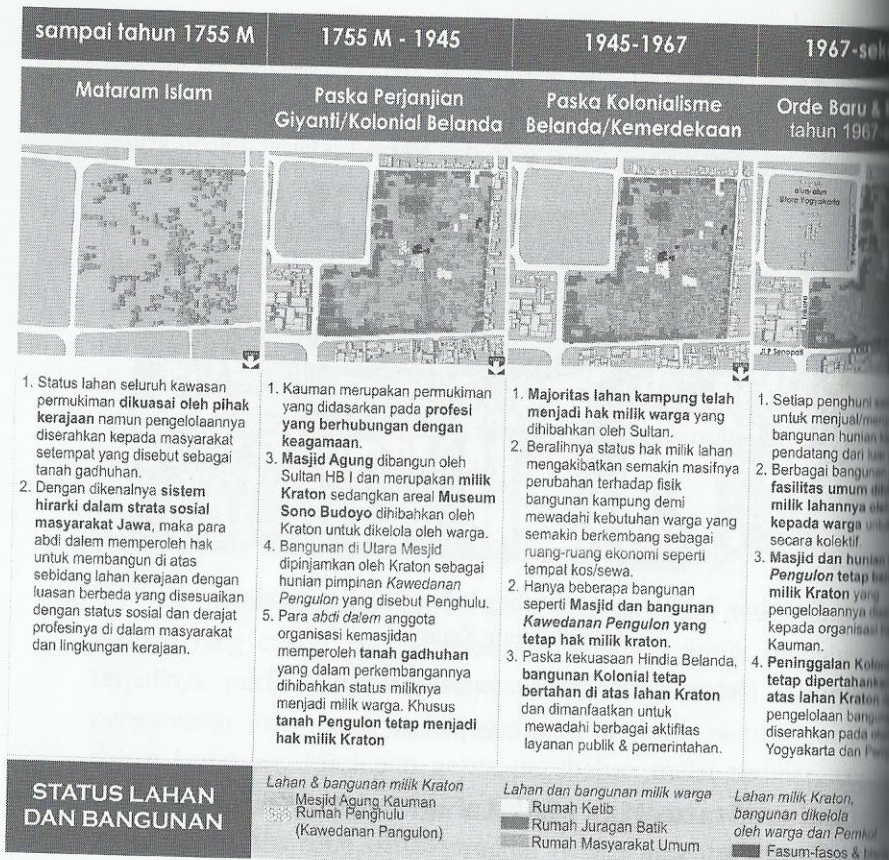 sampai tahun 1755 M
Mataram Islam
1. Status lahan seluruh kawasan
permukiman dikuasai oleh pihak
kerajaan namun pengelolaannya
diserahkan kepada masyarakat
setempat yang disebut sebagai
tanah gadhuhan.
2. Dengan dikenalnya sistem
hirarki dalam strata sosial
masyarakat Jawa, maka para
abdi dalem memperoleh hak
untuk membangun di atas
sebidang lahan kerajaan dengan
luasan berbeda yang disesuaikan
dengan status sosial dan derajat
profesinya di dalam masyarakat
dan lingkungan kerajaan.
1755 M - 1945
Paska Perjanjian
Giyanti/Kolonial Belanda
1. Kauman merupakan permukiman
yang didasarkan pada profesi
yang berhubungan dengan
keagamaan.
3. Masjid Agung dibangun oleh
Sultan HB I dan merupakan milik
Kraton sedangkan areal Museum
Sono Budoyo dihibahkan oleh
Kraton untuk dikelola oleh warga.
4. Bangunan di Utara Mesjid
dipinjamkan oleh Kraton sebagai
hunian pimpinan Kawedanan
Pengulon yang disebut Penghulu.
5. Para abdi dalem anggota
organisasi kemasjidan
memperoleh tanah gadhuhan
yang dalam perkembangannya
dihibahkan status miliknya
menjadi milik warga. Khusus
tanah Pengulon tetap menjadi
hak milik Kraton
1945-1967
Paska Kolonialisme
Belanda/Kemerdekaan
1. Majoritas lahan kampung telah
menjadi hak milik warga yang
dihibahkan oleh Sultan.
2. Beralihnya status hak milik lahan
mengakibatkan semakin masifnya
perubahan terhadap fisik
bangunan kampung demi
mewadahi kebutuhan warga yang
semakin berkembang sebagai
ruang-ruang ekonomi seperti
tempat kos/sewa.
2. Hanya beberapa bangunan
seperti Masjid dan bangunan
Kawedanan Pengulon yang
tetap hak milik kraton.
3. Paska kekuasaan Hindia Belanda,
bangunan Kolonial tetap
bertahan di atas lahan Kraton
dan dimanfaatkan untuk
mewadahi berbagai aktifitas
layanan publik & pemerintahan.
1967-
Orde Baru &
tahun 1967-
alun-alun
Utara Yogyakarta
Jl.P Senopati
1. Setiap penghuni
untuk menjual/
bangunan hunian
pendatang dari
2. Berbagai bangunan
fasilitas umum
milik lahannya
kepada warga
secara kolektif.
3. Masjid dan hunian
Pengulon tetap
milik Kraton yang
pengelolaannya
kepada organisasi
Kauman.
4. Peninggalan
tetap dipertahankan
atas lahan Kraton
pengelolaan
diserahkan pada
Yogyakarta dan
STATUS LAHAN
DAN BANGUNAN
Lahan & bangunan milik Kraton
Mesjid Agung Kauman
Rumah Penghulu
(Kawedanan Pangulon)
Lahan dan bangunan milik warga
Rumah Ketib
Rumah Juragan Batik
Rumah Masyarakat Umum
Lahan milik Kraton,
bangunan dikelola
oleh warga dan Pemkot
Fasum-fasos &